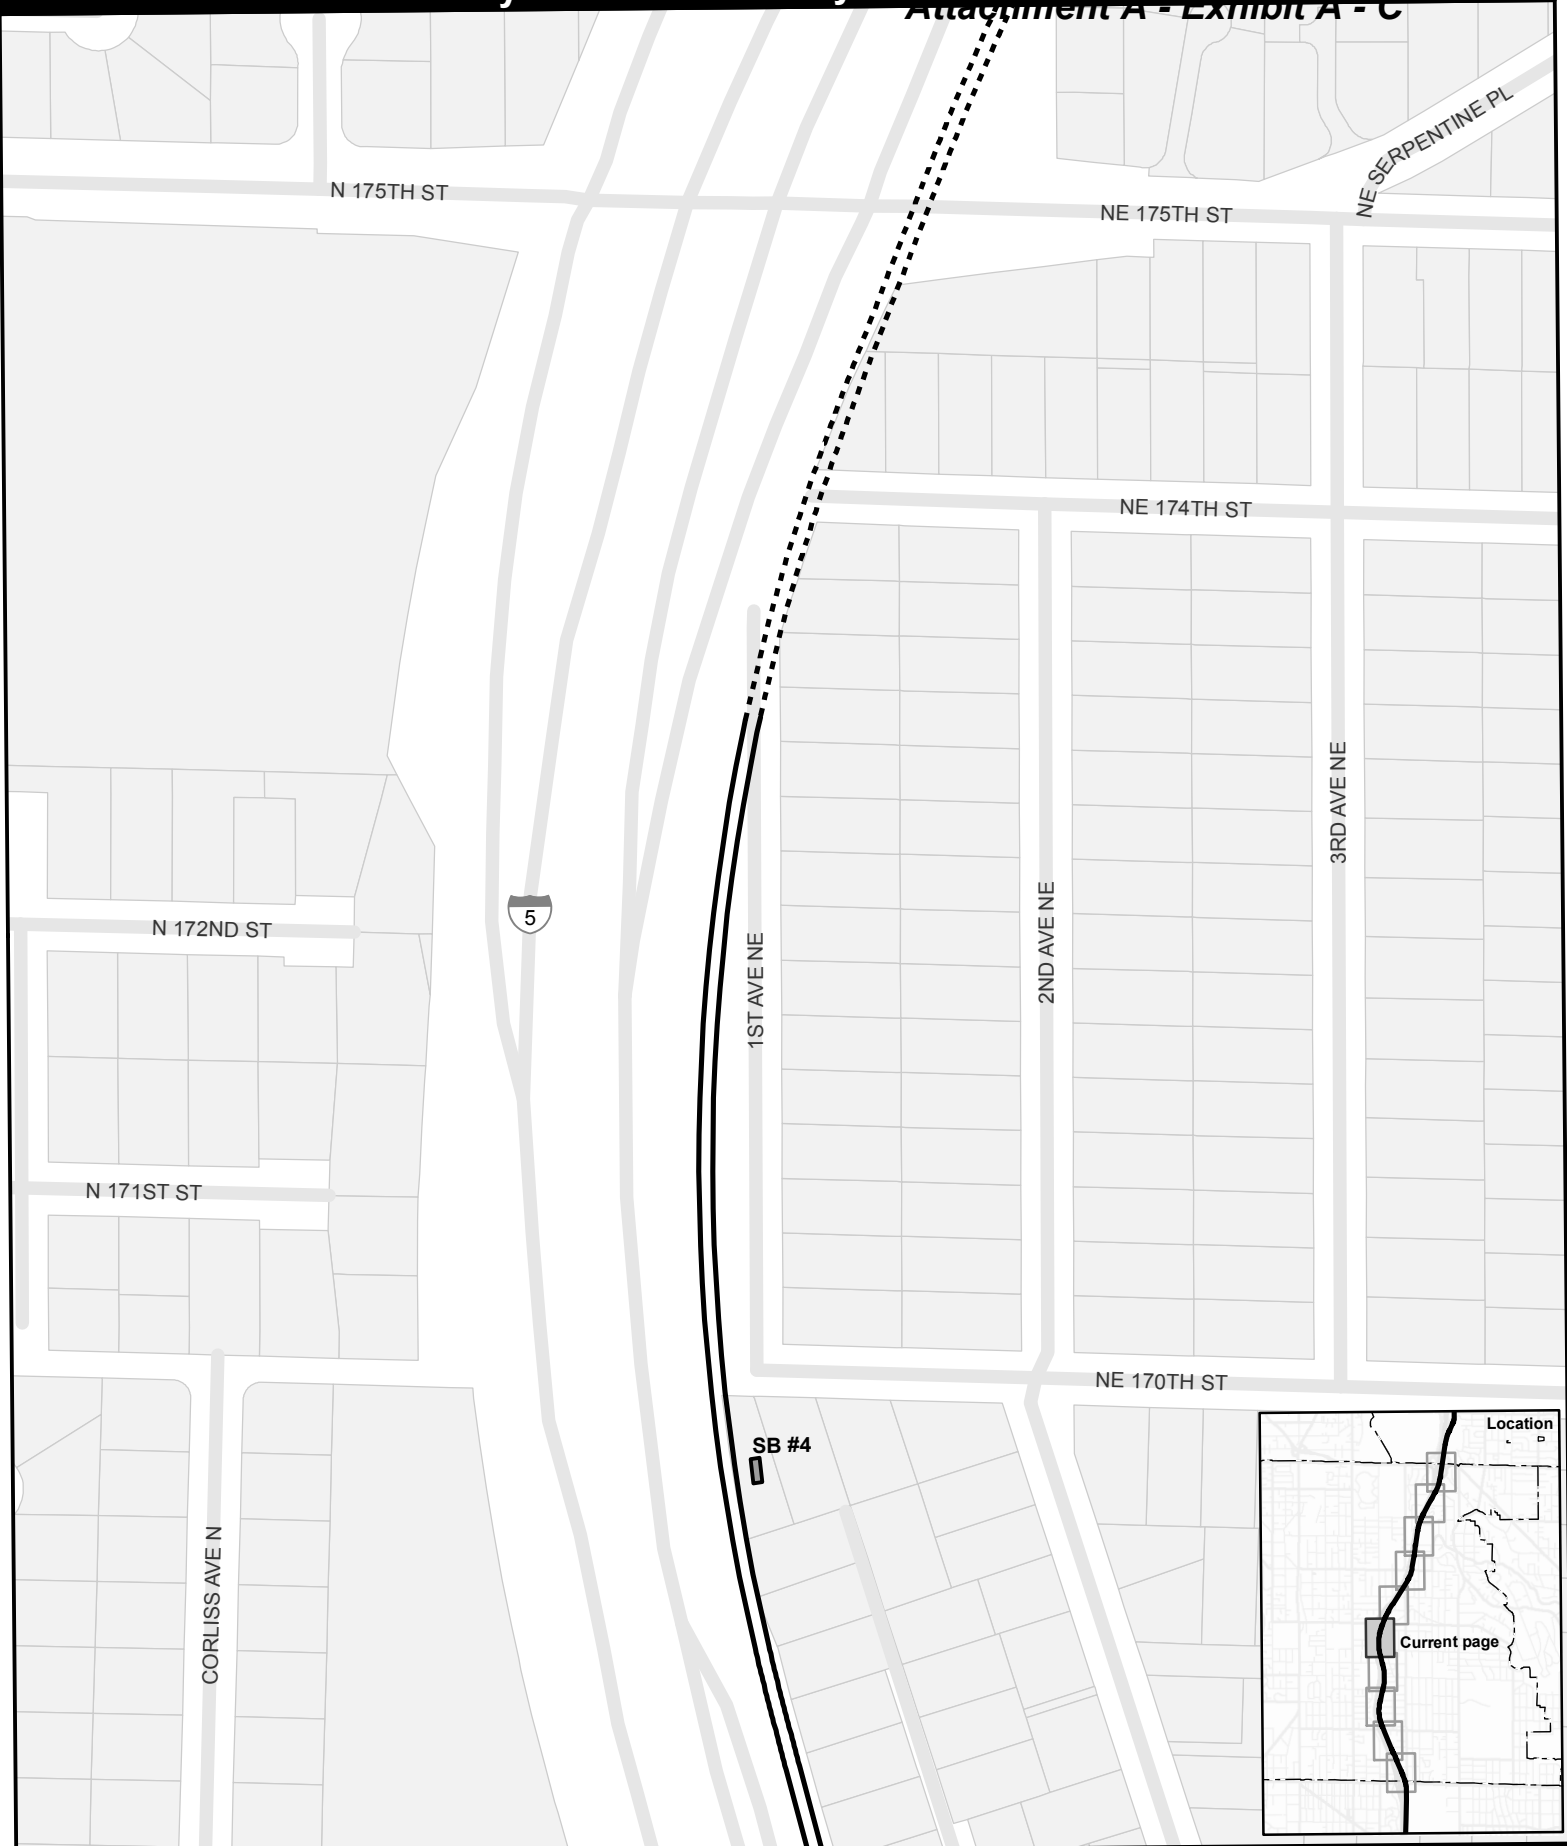 Attachment A - Exhibit A - C
NE SERPENTINE PL
N 175TH ST
NE 175TH ST
NE 174TH ST
3RD AVE NE
2ND AVE NE
1ST AVE NE
5
N 172ND ST
N 171ST ST
NE 170TH ST
SB #4
CORLISS AVE N
Location
Current page